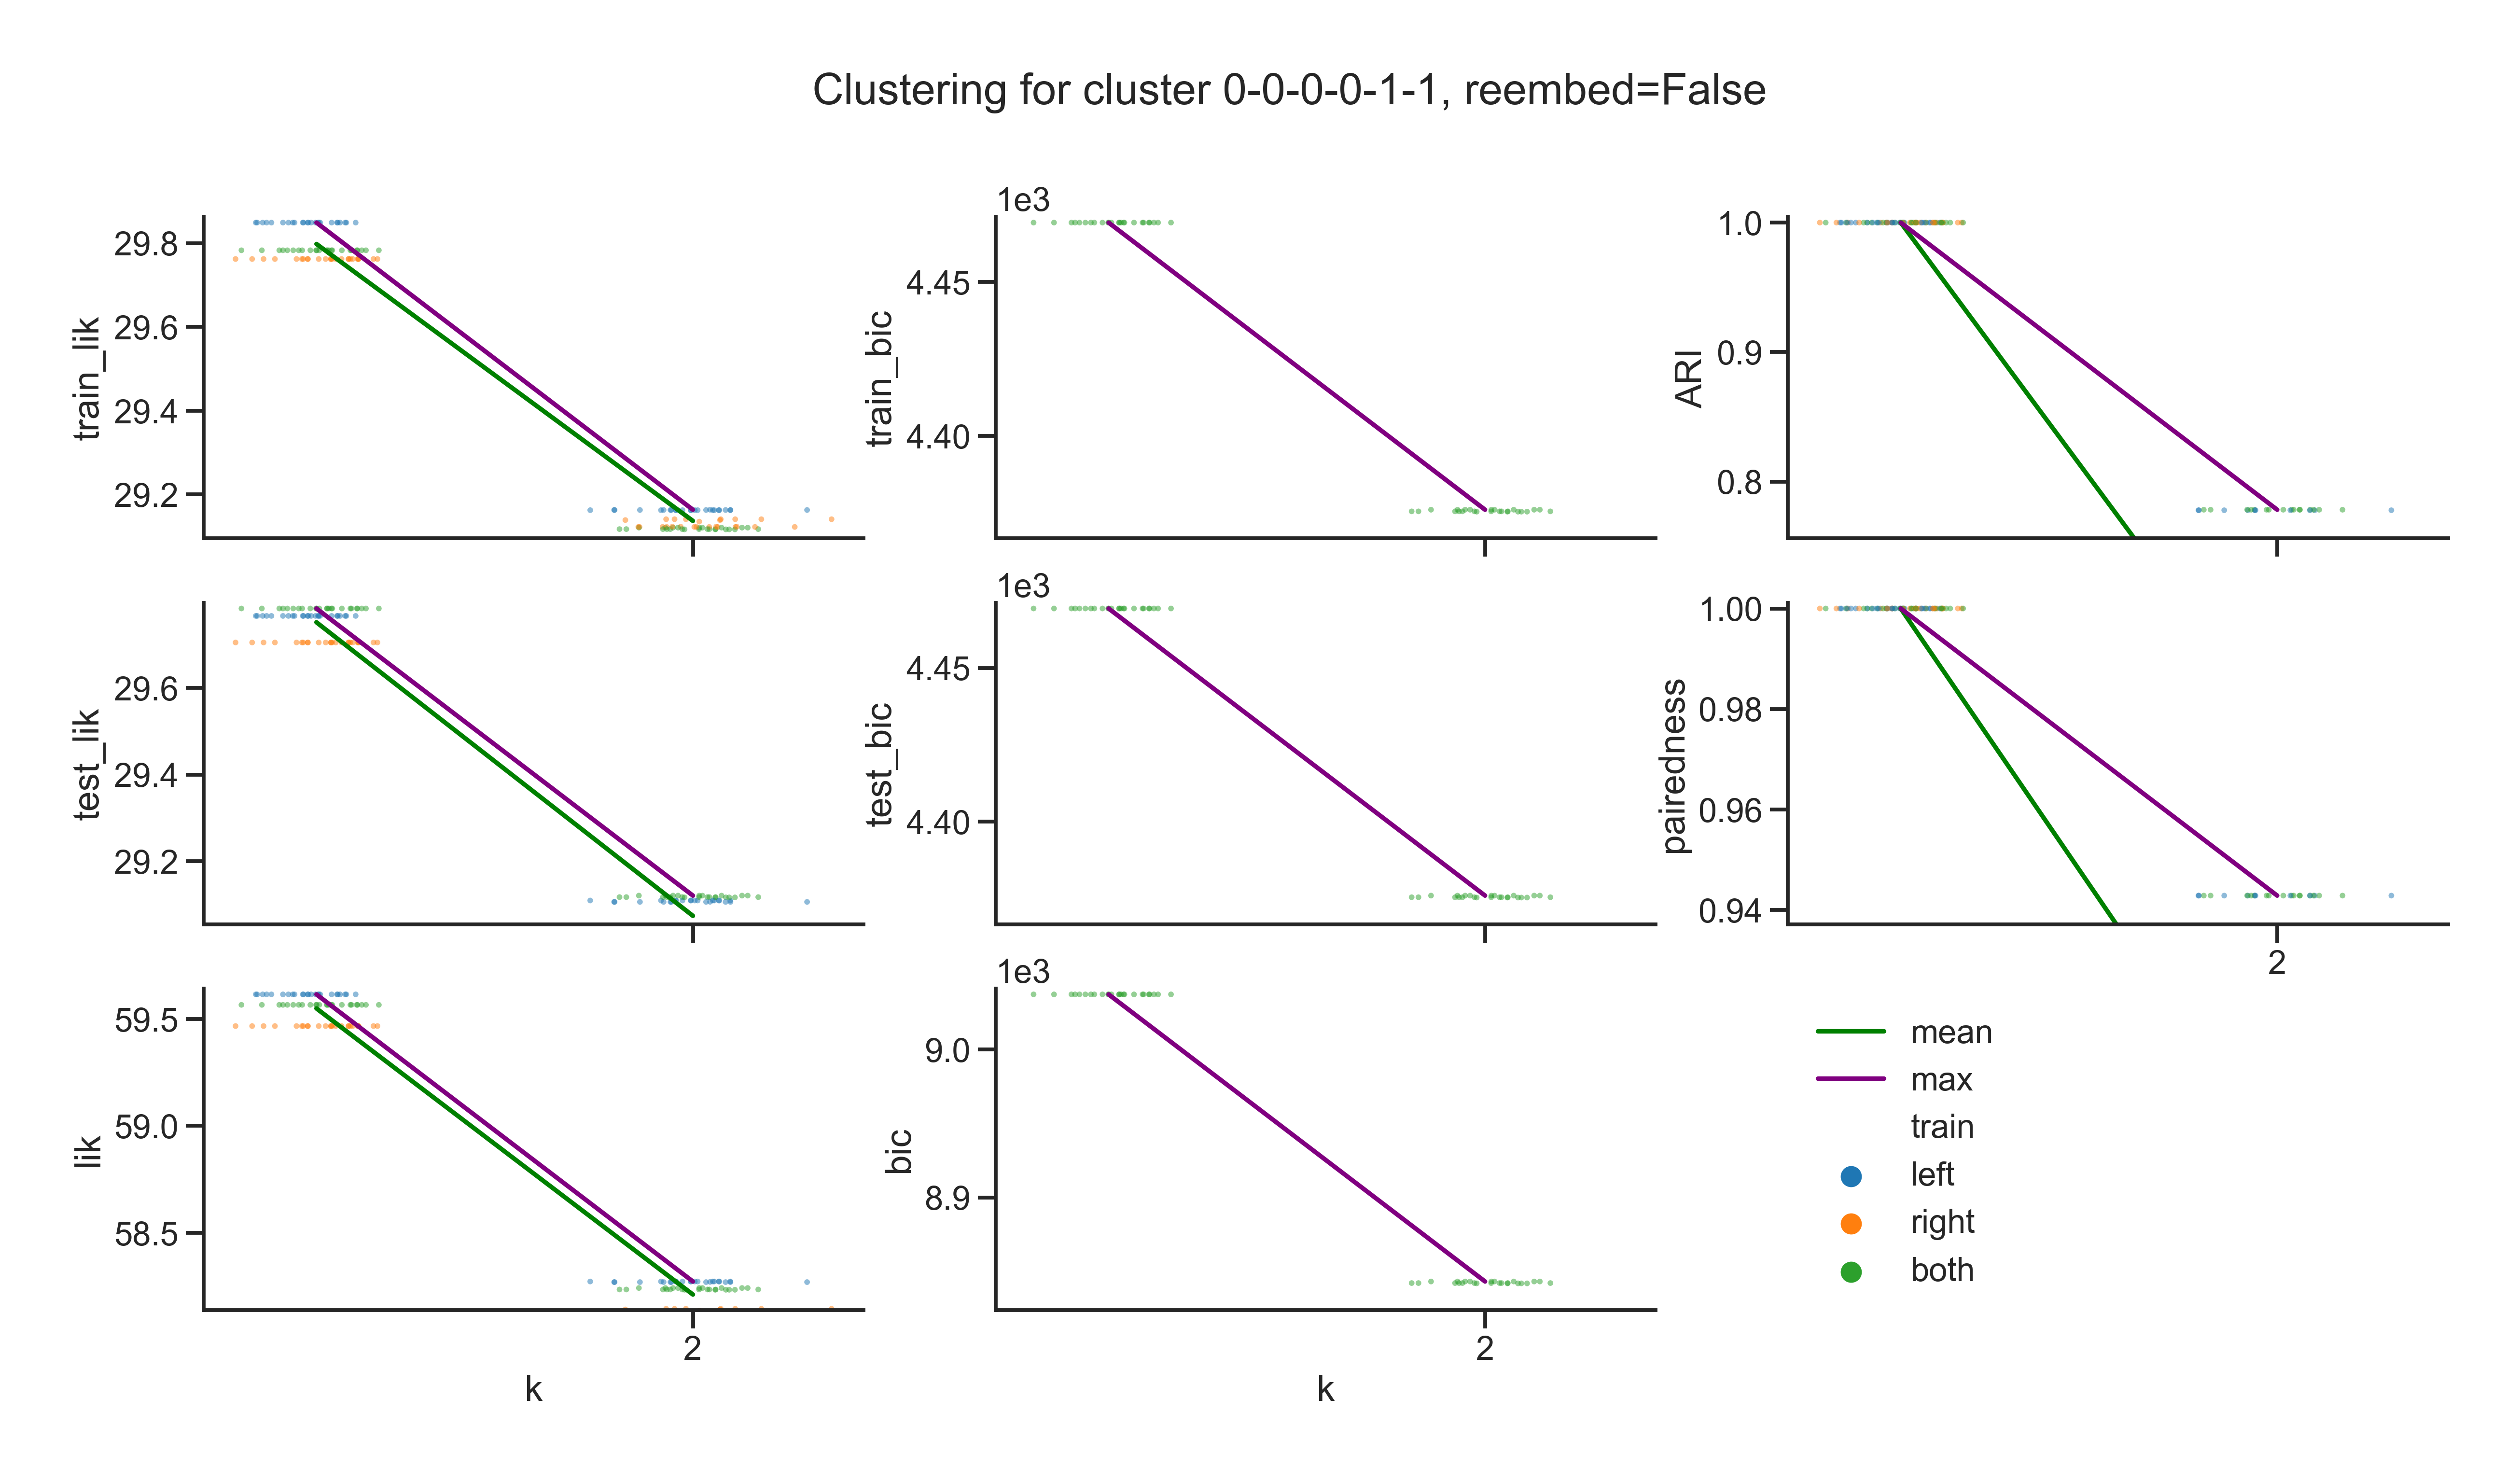 Clustering for cluster 0-0-0-0-1-1, reembed=False
train_lik
29.8
29.6
29.4
29.2
1e3
train_bic
4.45
4.40
ARI
1.0
0.9
0.8
test_lik
29.6
29.4
29.2
1e3
test_bic
4.45
4.40
pairedness
1.00
0.98
0.96
0.94
2
lik
59.5
59.0
58.5
2
k
1e3
bic
9.0
8.9
2
k
mean
max
train
left
right
both